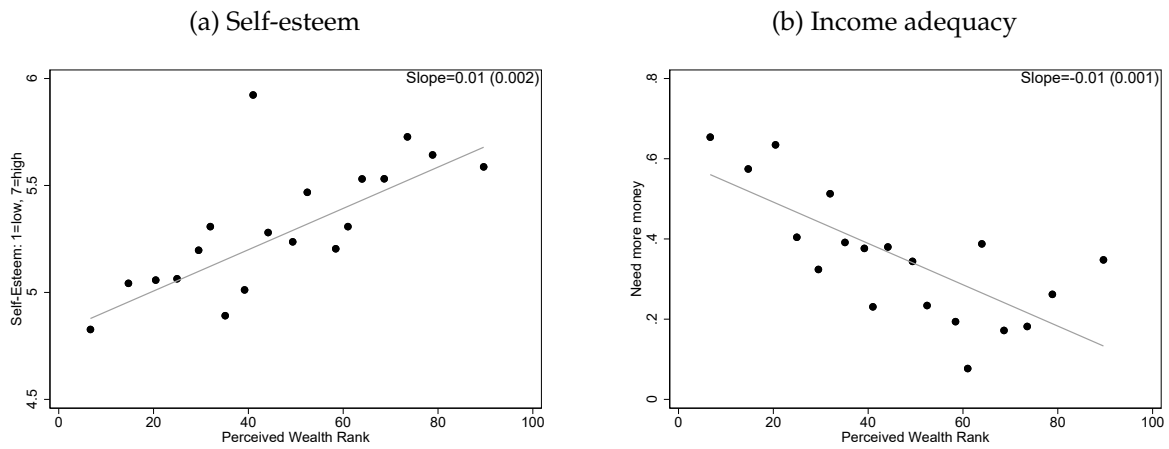 (a) Self-esteem
Slope=0.01 (0.002)
Self-Esteem: 1=low, 7=high
6
5.5
5
4.5
0 20 40 60 80 100
Perceived Wealth Rank
(b) Income adequacy
Slope=-0.01 (0.001)
Need more money
.8
.6
.4
.2
0
0 20 40 60 80 100
Perceived Wealth Rank